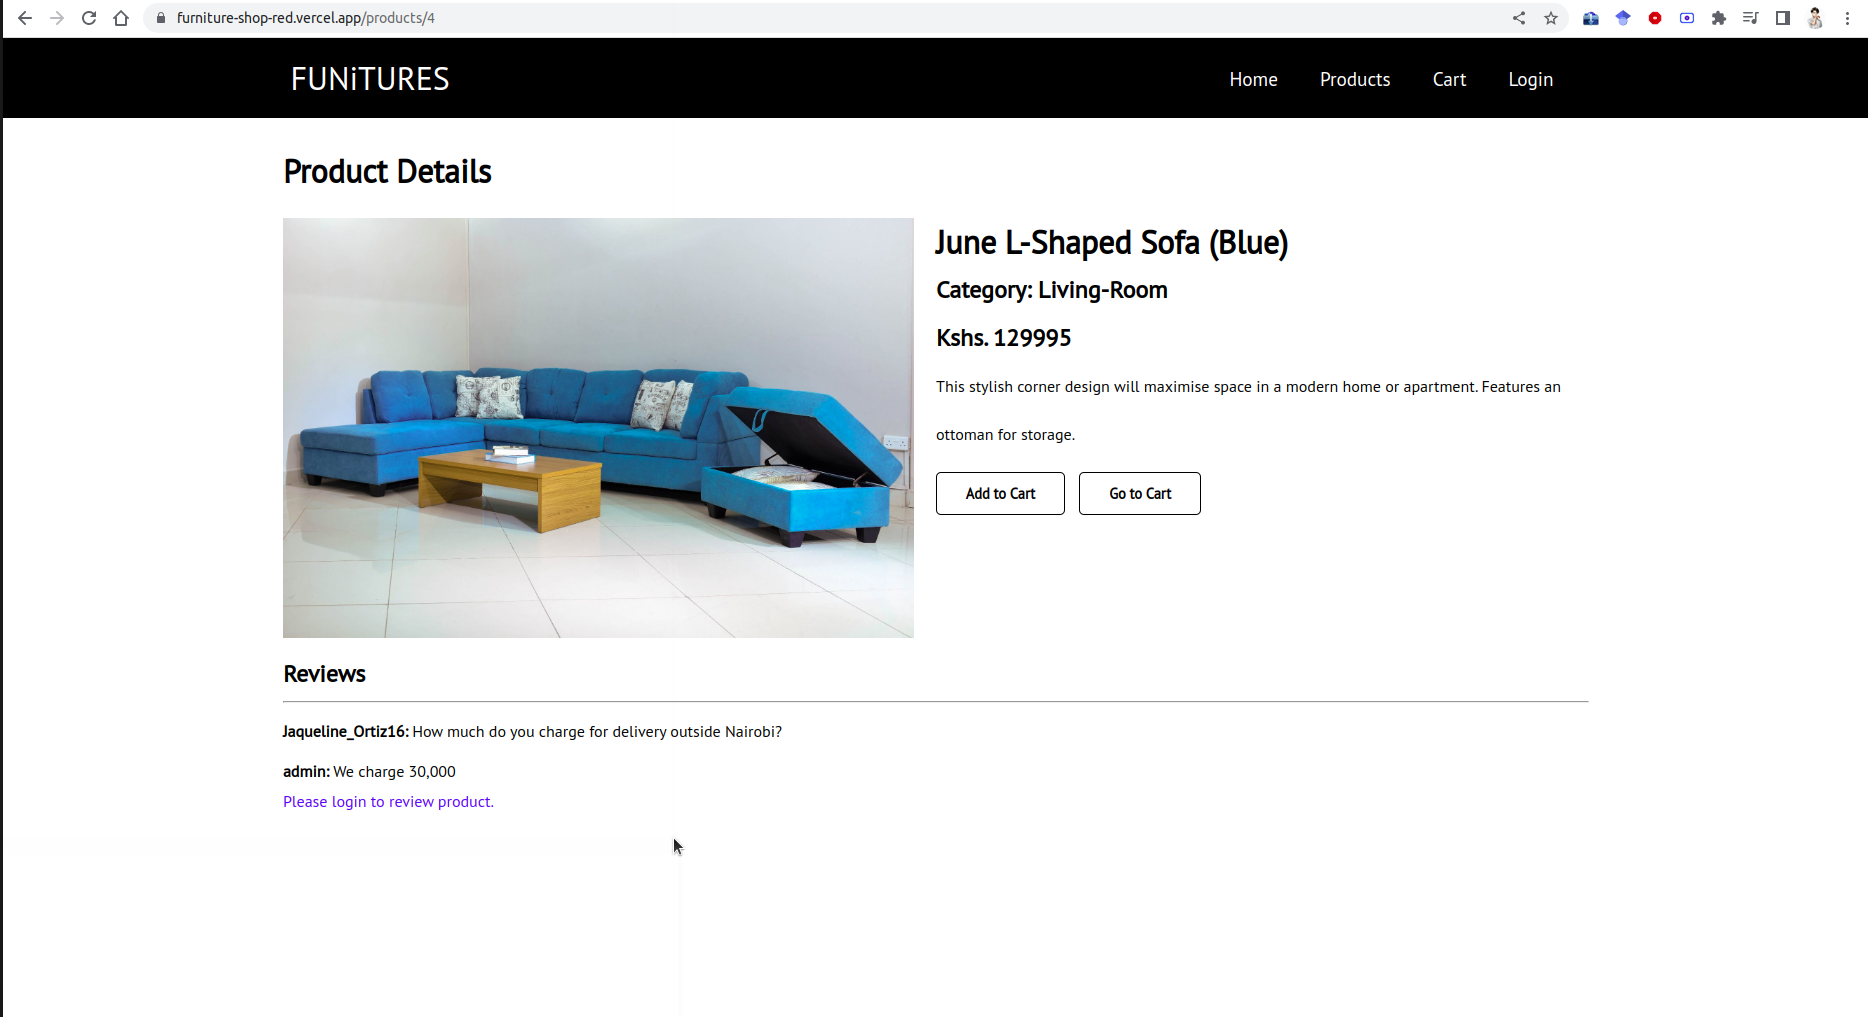 furniture-shop-red.vercel.app/products/4
FUNiTURES
Home
Products
Cart
Login
Product Details
June L-Shaped Sofa (Blue)
Category: Living-Room
Kshs. 129995
This stylish corner design will maximise space in a modern home or apartment. Features an
ottoman for storage.
Add to Cart
Go to Cart
Reviews
Jaqueline_Ortiz16: How much do you charge for delivery outside Nairobi?
admin: We charge 30,000
Please login to review product.